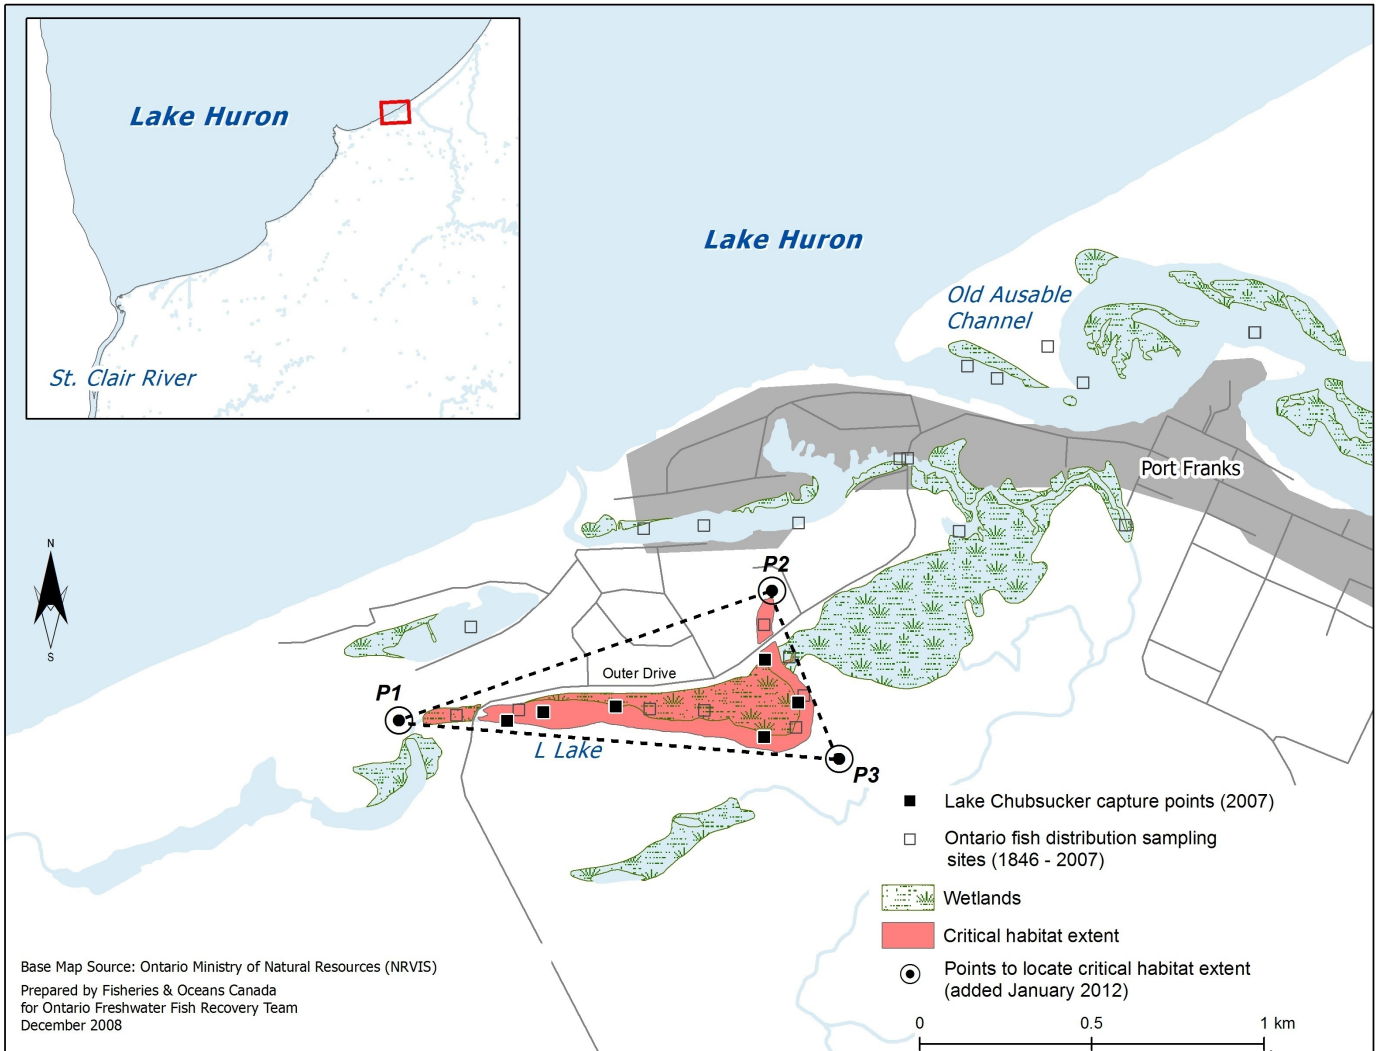 Lake Huron
St. Clair River
Lake Huron
Old Ausable
Channel
Port Franks
N
S
P2
Outer Drive
P1
L Lake
P3
Lake Chubsucker capture points (2007)
Ontario fish distribution sampling
sites (1846 - 2007)
Wetlands
Critical habitat extent
Points to locate critical habitat extent
(added January 2012)
Base Map Source: Ontario Ministry of Natural Resources (NRVIS)
Prepared by Fisheries & Oceans Canada
for Ontario Freshwater Fish Recovery Team
December 2008
0 0.5 1 km